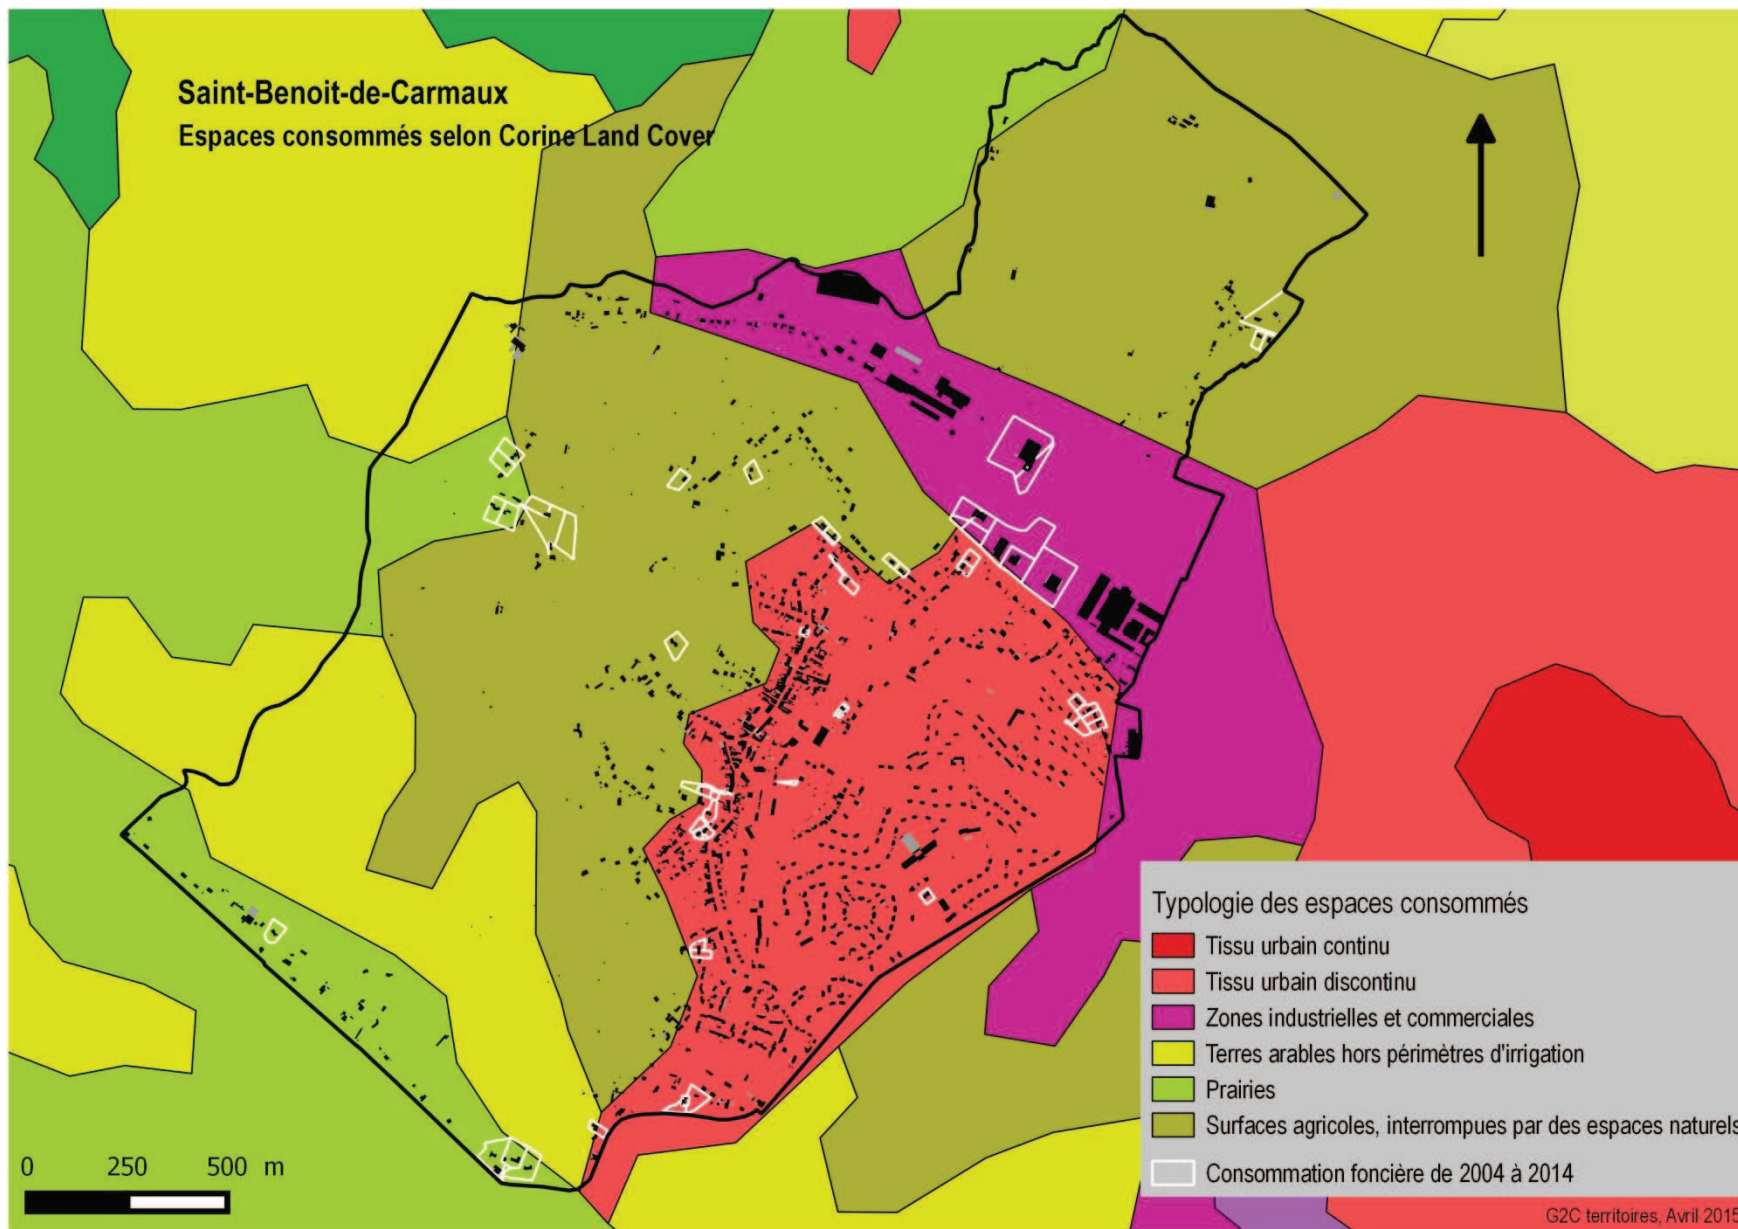 Saint-Benoit-de-Carmaux
Espaces consommés selon Corine Land Cover
Typologie des espaces consommés
Tissu urbain continu
Tissu urbain discontinu
Zones industrielles et commerciales
Terres arables hors périmètres d'irrigation
Prairies
Surfaces agricoles, interrompues par des espaces naturels
Consommation foncière de 2004 à 2014
0 250 500 m
G2C territoires, Avril 2015